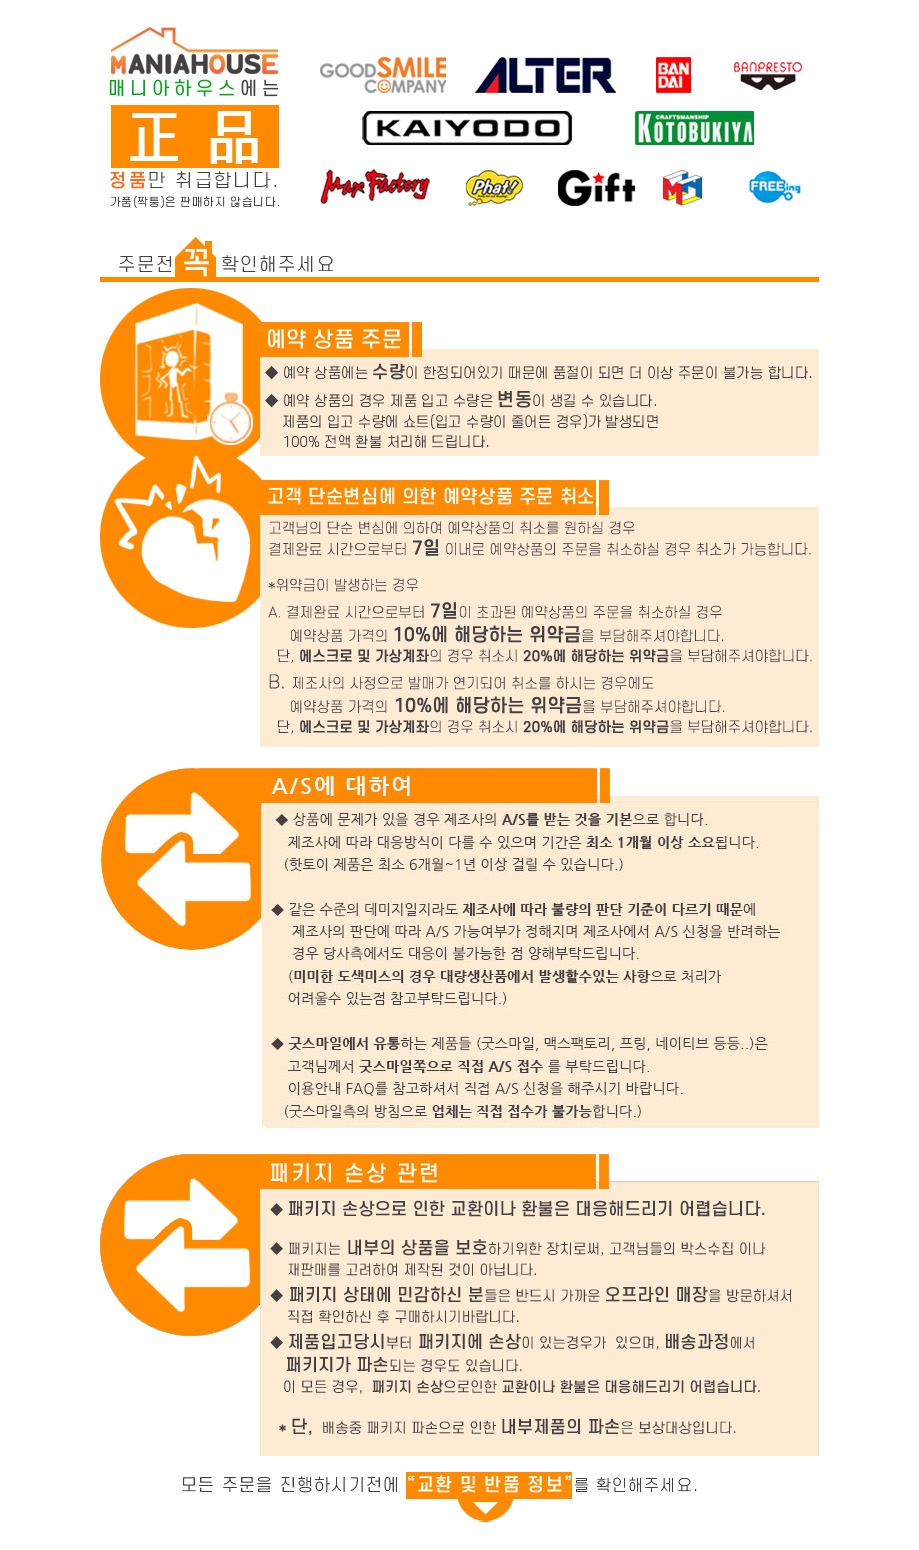 MANIAHOUSE
매니아하우스에는
正品
정품만 취급합니다.
가품(짝퉁)은 판매하지 않습니다.
GOODSMILE COMPANY
ALTER
BANDAI
BANPRESTO
KAIYODO
CRAFTSMANSHIP
KOTOBUKIYA
Max Factory
Phat!
Gift
FREEing
주문전 꼭 확인해주세요
예약 상품 주문
◆ 예약 상품에는 수량이 한정되어있기 때문에 품절이 되면 더 이상 주문이 불가능 합니다.
◆ 예약 상품의 경우 제품 입고 수량은 변동이 생길 수 있습니다.
제품의 입고 수량에 쇼트(입고 수량이 줄어든 경우)가 발생되면
100% 전액 환불 처리해 드립니다.
고객 단순변심에 의한 예약상품 주문 취소
고객님의 단순 변심에 의하여 예약상품의 취소를 원하실 경우
결제완료 시간으로부터 7일 이내로 예약상품의 주문을 취소하실 경우 취소가 가능합니다.
*위약금이 발생하는 경우
A. 결제완료 시간으로부터 7일이 초과된 예약상품의 주문을 취소하실 경우
예약상품 가격의 10%에 해당하는 위약금을 부담해주셔야합니다.
단, 에스크로 및 가상계좌의 경우 취소시 20%에 해당하는 위약금을 부담해주셔야합니다.
B. 제조사의 사정으로 발매가 연기되어 취소를 하시는 경우에도
예약상품 가격의 10%에 해당하는 위약금을 부담해주셔야합니다.
단, 에스크로 및 가상계좌의 경우 취소시 20%에 해당하는 위약금을 부담해주셔야합니다.
A/S에 대하여
◆ 상품에 문제가 있을 경우 제조사의 A/S를 받는 것을 기본으로 합니다.
제조사에 따라 대응방식이 다를 수 있으며 기간은 최소 1개월 이상 소요됩니다.
(핫토이 제품은 최소 6개월~1년 이상 걸릴 수 있습니다.)
◆ 같은 수준의 데미지일지라도 제조사에 따라 불량의 판단 기준이 다르기 때문에
제조사의 판단에 따라 A/S 가능여부가 정해지며 제조사에서 A/S 신청을 반려하는
경우 당사측에서도 대응이 불가능한 점 양해부탁드립니다.
(미미한 도색미스의 경우 대량생산품에서 발생할수있는 사항으로 처리가
어려울수 있는점 참고부탁드립니다.)
◆ 굿스마일에서 유통하는 제품들 (굿스마일, 맥스팩토리, 프링, 네이티브 등등..)은
고객님께서 굿스마일쪽으로 직접 A/S 접수 를 부탁드립니다.
이용안내 FAQ를 참고하셔서 직접 A/S 신청을 해주시기 바랍니다.
(굿스마일측의 방침으로 업체는 직접 접수가 불가능합니다.)
패키지 손상 관련
◆ 패키지 손상으로 인한 교환이나 환불은 대응해드리기 어렵습니다.
◆ 패키지는 내부의 상품을 보호하기위한 장치로써, 고객님들의 박스수집 이나
재판매를 고려하여 제작된 것이 아닙니다.
◆ 패키지 상태에 민감하신 분들은 반드시 가까운 오프라인 매장을 방문하셔서
직접 확인하신 후 구매하시기바랍니다.
◆ 제품입고당시부터 패키지에 손상이 있는경우가 있으며, 배송과정에서
패키지가 파손되는 경우도 있습니다.
이 모든 경우, 패키지 손상으로인한 교환이나 환불은 대응해드리기 어렵습니다.
* 단, 배송중 패키지 파손으로 인한 내부제품의 파손은 보상대상입니다.
모든 주문을 진행하시기전에 “교환 및 반품 정보”를 확인해주세요.